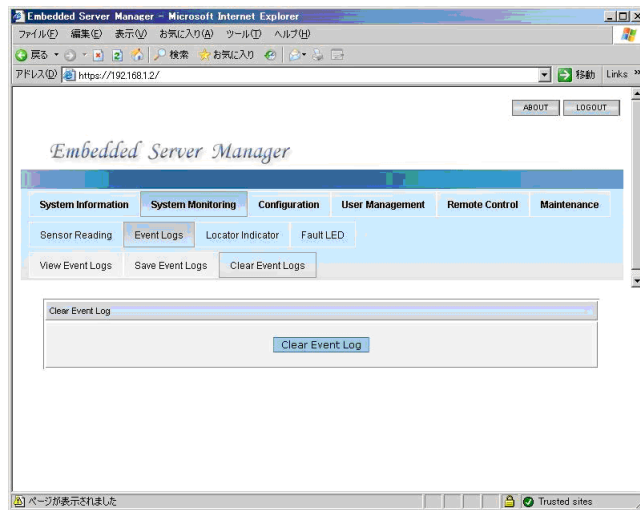 Embedded Server Manager - Microsoft Internet Explorer
ファイル(F) 編集(E) 表示(V) お気に入り(A) ツール(T) ヘルプ(H)
戻る 検索 お気に入り
アドレス(D) https://192.168.1.2/ 移動 Links »
ABOUT LOGOUT
Embedded Server Manager
System Information System Monitoring Configuration User Management Remote Control Maintenance
Sensor Reading Event Logs Locator Indicator Fault LED
View Event Logs Save Event Logs Clear Event Logs
Clear Event Log
Clear Event Log
ページが表示されました Trusted sites